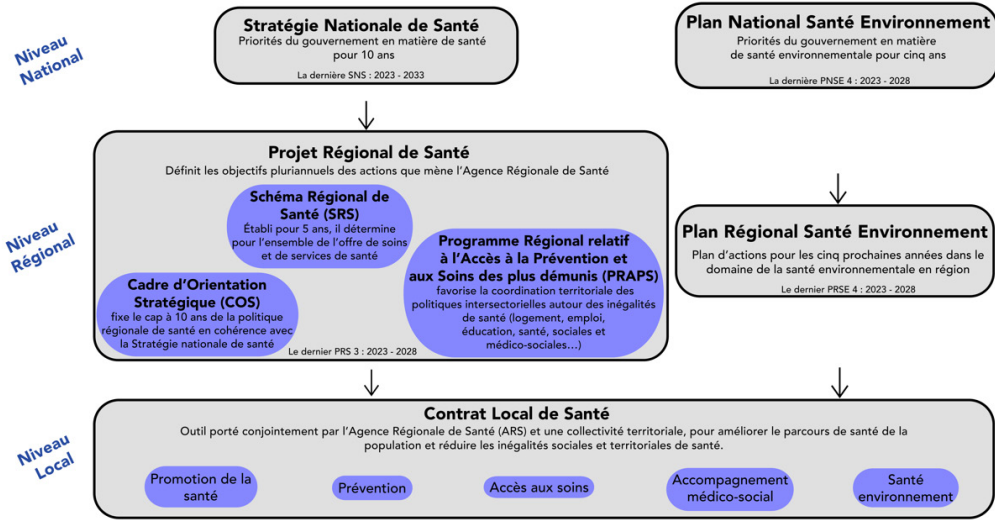 Niveau
National
Stratégie Nationale de Santé
Priorités du gouvernement en matière de santé
pour 10 ans
La dernière SNS : 2023 - 2033
Plan National Santé Environnement
Priorités du gouvernement en matière
de santé environnementale pour cinq ans
La dernière PNSE 4 : 2023 - 2028
Niveau
Régional
Projet Régional de Santé
Définit les objectifs pluriannuels des actions que mène l'Agence Régionale de Santé
Schéma Régional de
Santé (SRS)
Établi pour 5 ans, il détermine
pour l'ensemble de l'offre de soins
et de services de santé
Cadre d'Orientation
Stratégique (COS)
fixe le cap à 10 ans de la politique
régionale de santé en cohérence avec
la Stratégie nationale de santé
Programme Régional relatif
à l'Accès à la Prévention et
aux Soins des plus démunis (PRAPS)
favorise la coordination territoriale des
politiques intersectorielles autour des inégalités
de santé (logement, emploi,
éducation, santé, sociales et
médico-sociales...)
Le dernier PRS 3 : 2023 - 2028
Plan Régional Santé Environnement
Plan d'actions pour les cinq prochaines années dans le
domaine de la santé environnementale en région
Le dernier PRSE 4 : 2023 - 2028
Niveau
Local
Contrat Local de Santé
Outil porté conjointement par l'Agence Régionale de Santé (ARS) et une collectivité territoriale, pour améliorer le parcours de santé de la
population et réduire les inégalités sociales et territoriales de santé.
Promotion de la
santé
Prévention
Accès aux soins
Accompagnement
médico-social
Santé
environnement